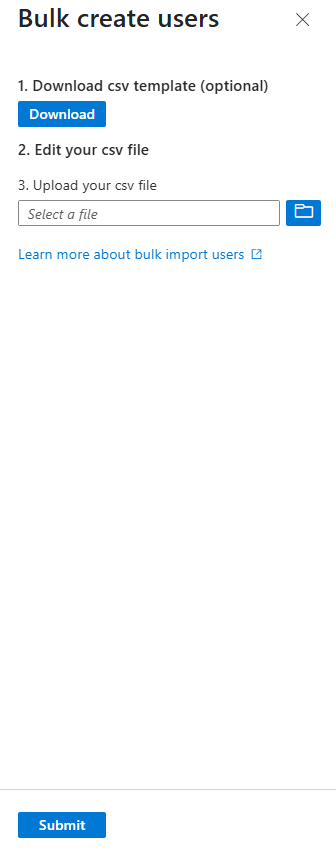 Bulk create users
1. Download csv template (optional)
Download
2. Edit your csv file
3. Upload your csv file
Select a file
Learn more about bulk import users
Submit